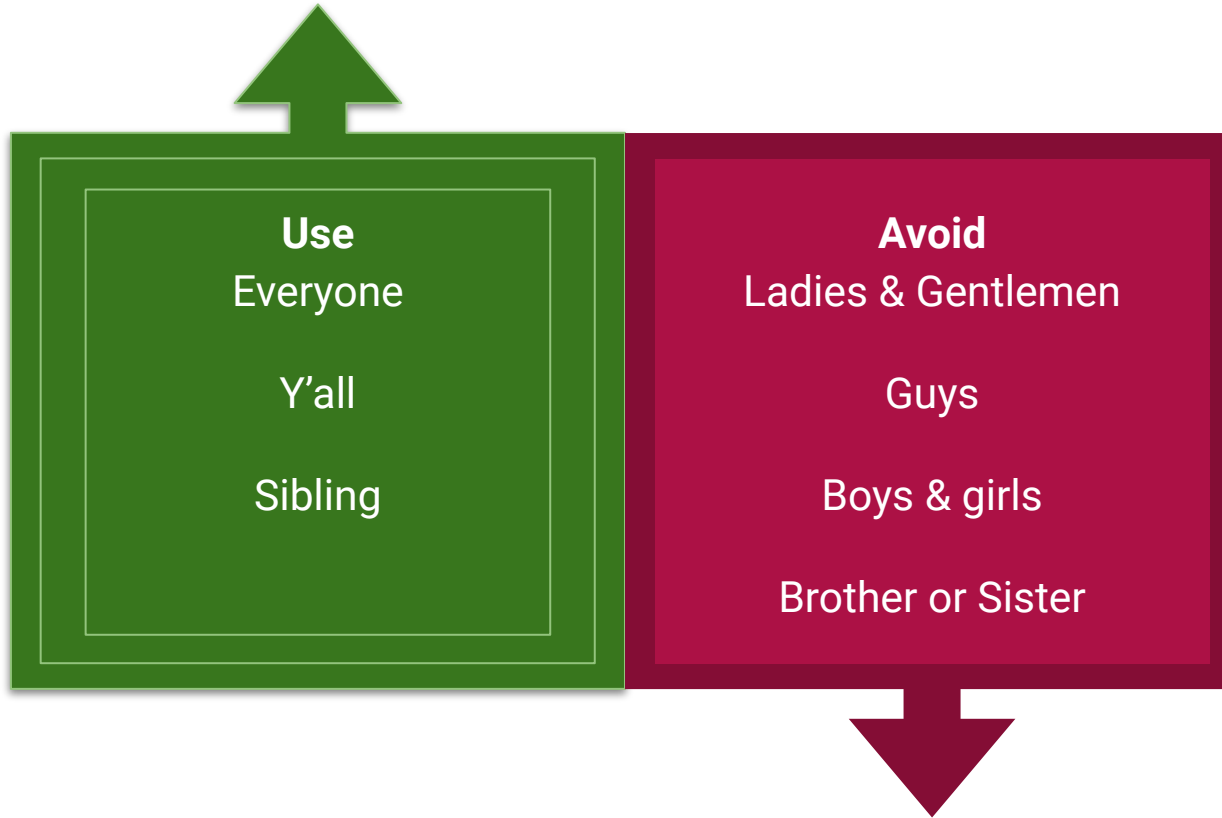 Use
Everyone
Y’all
Sibling
Avoid
Ladies & Gentlemen
Guys
Boys & girls
Brother or Sister